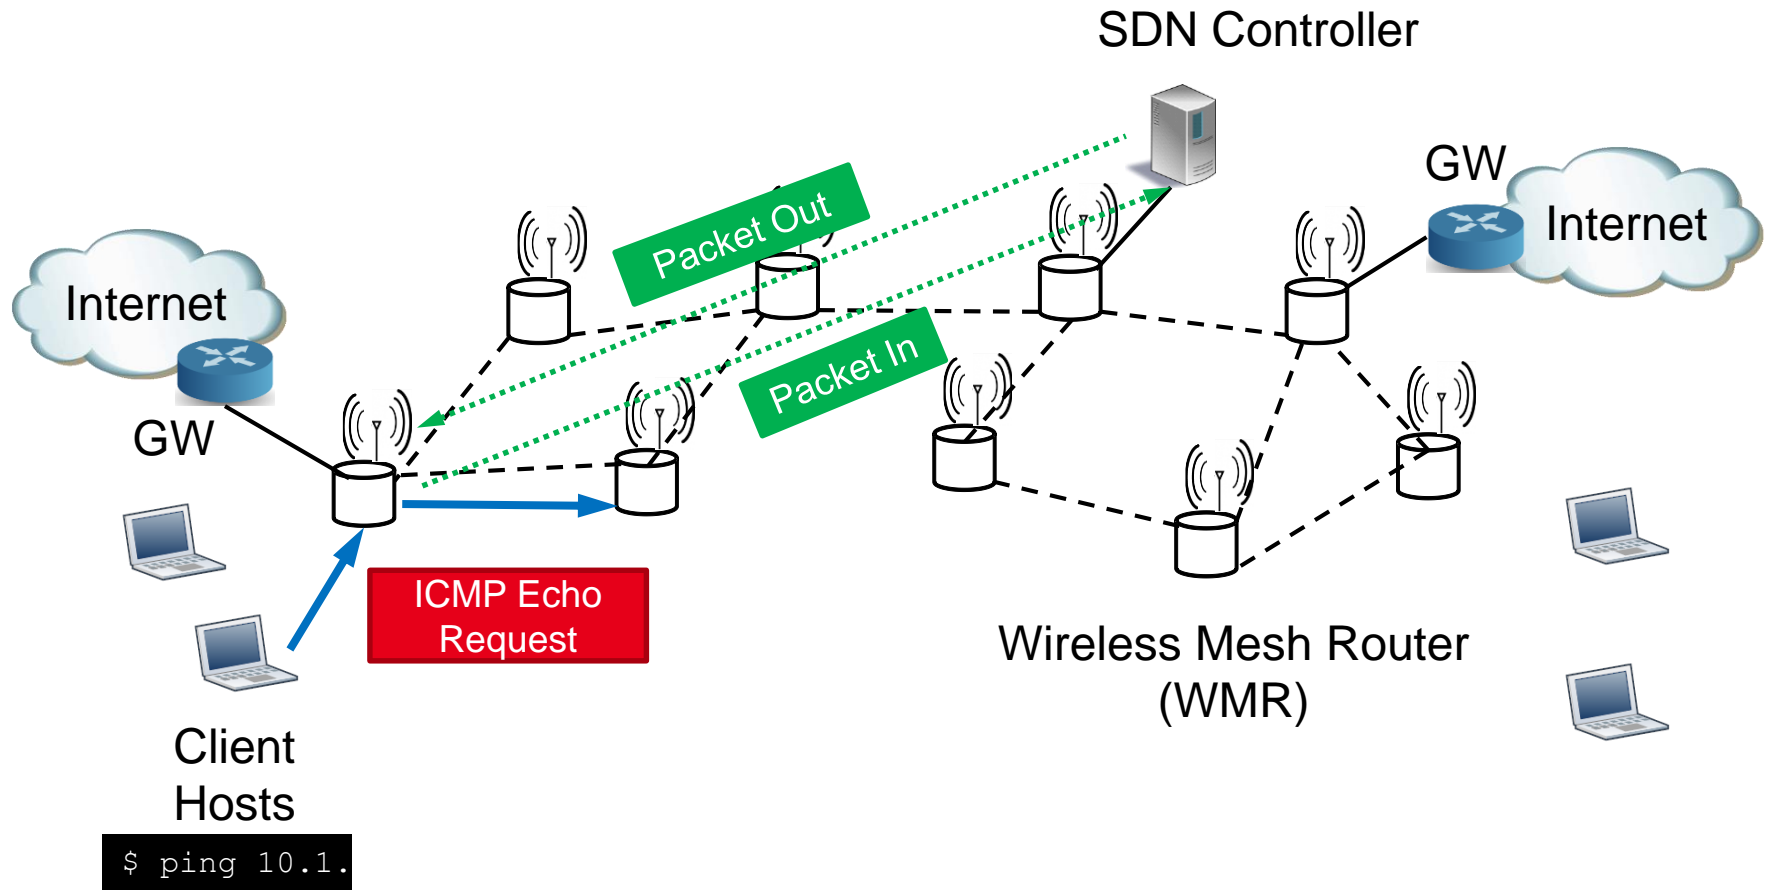 SDN Controller
GW
Internet
Packet Out
Internet
Packet In
GW
ICMP Echo
Request
Wireless Mesh Router
(WMR)
Client
Hosts
$ ping 10.1.